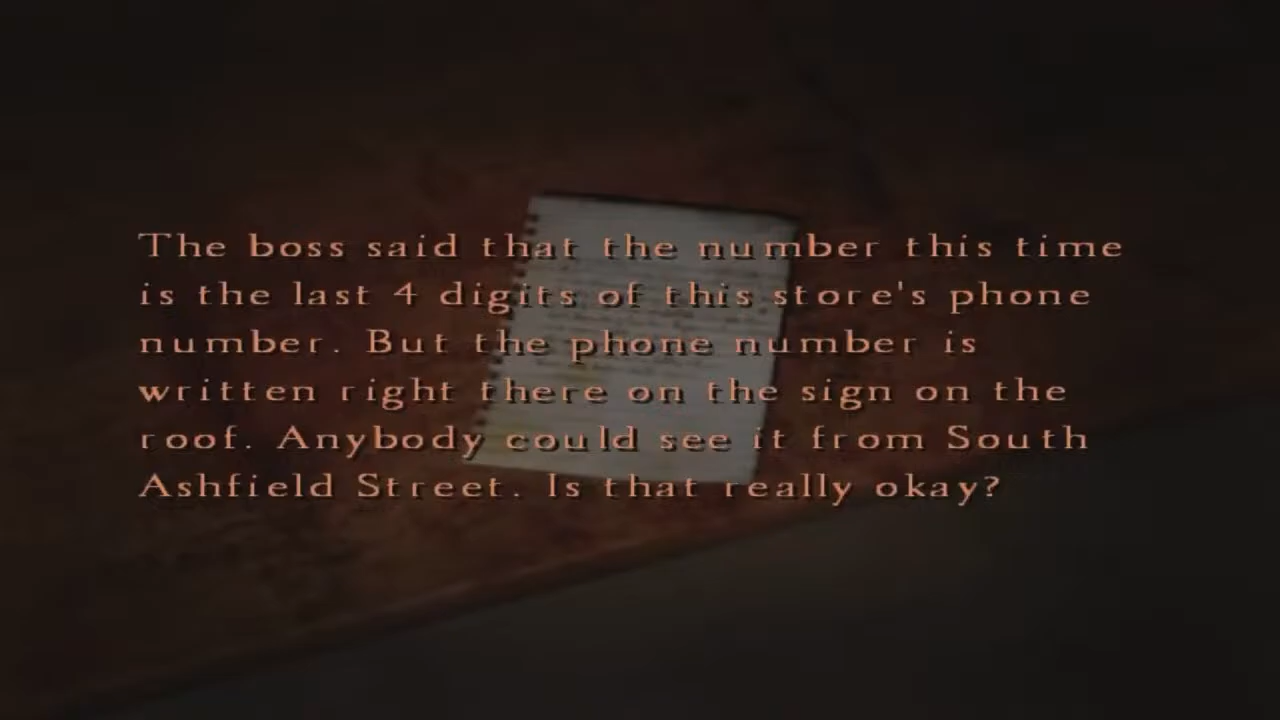 The boss said that the number this time
is the last 4 digits of this store's phone
number. But the phone number is
written right there on the sign on the
roof. Anybody could see it from South
Ashfield Street. Is that really okay?